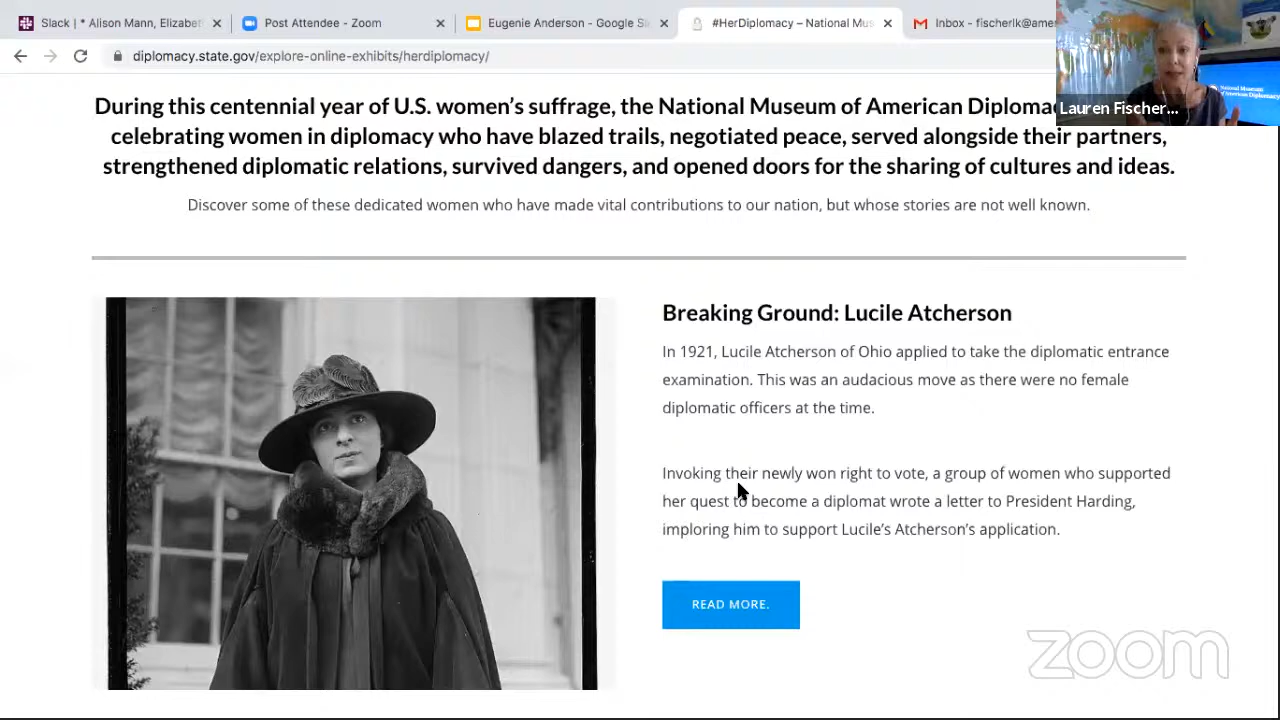 Slack | * Alison Mann, Elizabet
Post Attendee - Zoom
Eugenie Anderson - Google Sli
#HerDiplomacy – National Mus
Inbox - fischerlk@ame
diplomacy.state.gov/explore-online-exhibits/herdiplomacy/
National Museum
of American Diplomacy
Lauren Fischer...
During this centennial year of U.S. women's suffrage, the National Museum of American Diplomac
celebrating women in diplomacy who have blazed trails, negotiated peace, served alongside their partners,
strengthened diplomatic relations, survived dangers, and opened doors for the sharing of cultures and ideas.
Discover some of these dedicated women who have made vital contributions to our nation, but whose stories are not well known.
Breaking Ground: Lucile Atcherson
In 1921, Lucile Atcherson of Ohio applied to take the diplomatic entrance
examination. This was an audacious move as there were no female
diplomatic officers at the time.
Invoking their newly won right to vote, a group of women who supported
her quest to become a diplomat wrote a letter to President Harding,
imploring him to support Lucile's Atcherson's application.
READ MORE.
zoom